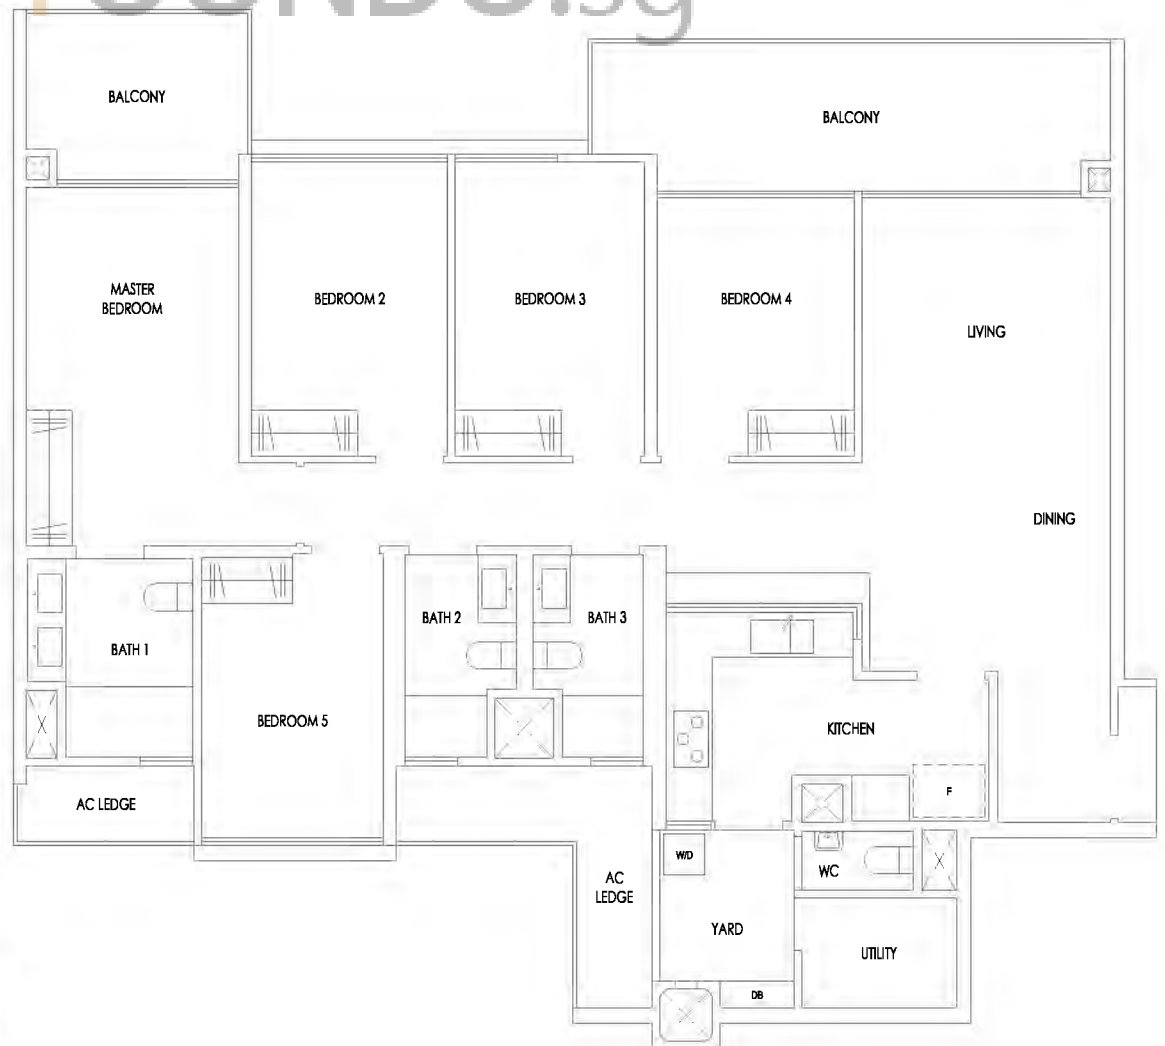 BALCONY
BALCONY
MASTER
BEDROOM
BEDROOM 2
BEDROOM 3
BEDROOM 4
LIVING
DINING
BATH 1
BATH 2
BATH 3
BEDROOM 5
KITCHEN
AC LEDGE
F
W/D
WC
AC
LEDGE
YARD
UTILITY
DB